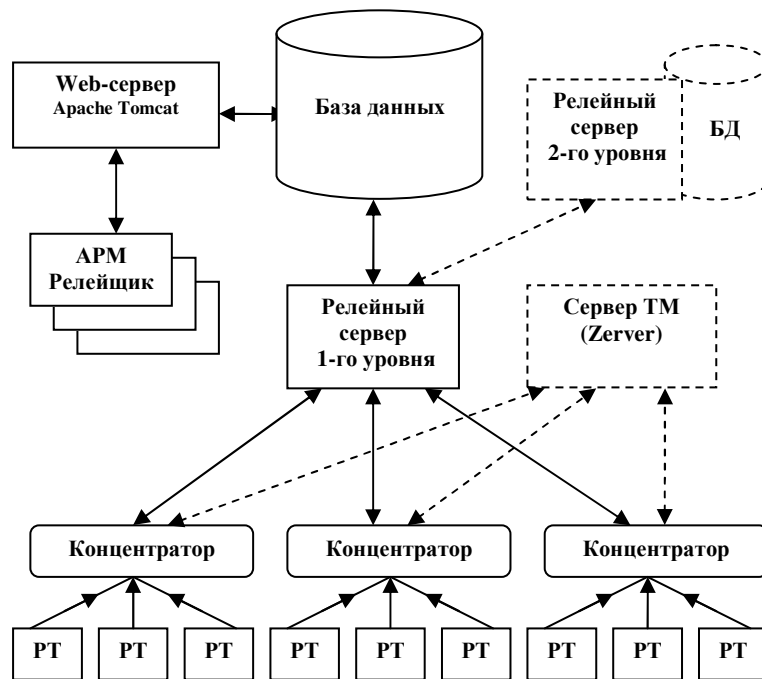 Web-сервер
Apache Tomcat
База данных
Релейный
сервер
2-го уровня
БД
АРМ
Релейщик
Релейный
сервер
1-го уровня
Сервер ТМ
(Zerver)
Концентратор
Концентратор
Концентратор
РТ
РТ
РТ
РТ
РТ
РТ
РТ
РТ
РТ